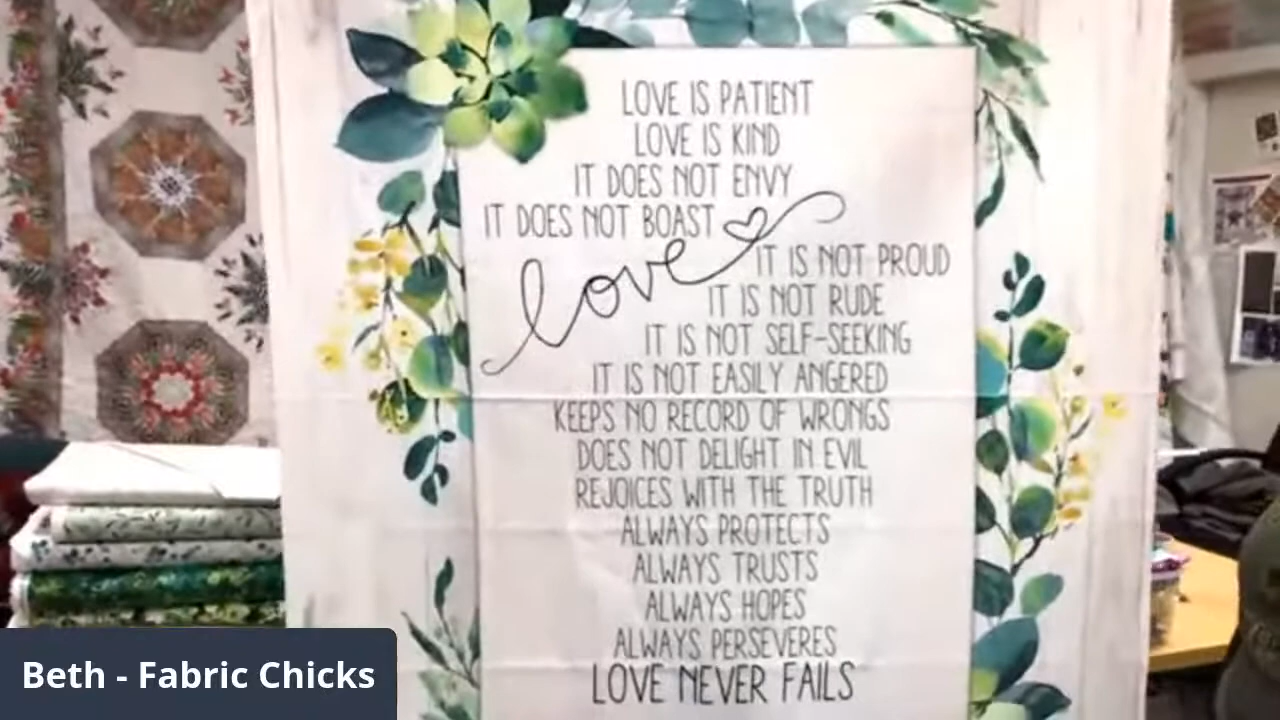 LOVE IS PATIENT
LOVE IS KIND
IT DOES NOT ENVY
IT DOES NOT BOAST
love
IT IS NOT PROUD
IT IS NOT RUDE
IT IS NOT SELF-SEEKING
IT IS NOT EASILY ANGERED
KEEPS NO RECORD OF WRONGS
DOES NOT DELIGHT IN EVIL
REJOICES WITH THE TRUTH
ALWAYS PROTECTS
ALWAYS TRUSTS
ALWAYS HOPES
ALWAYS PERSEVERES
LOVE NEVER FAILS
Beth - Fabric Chicks